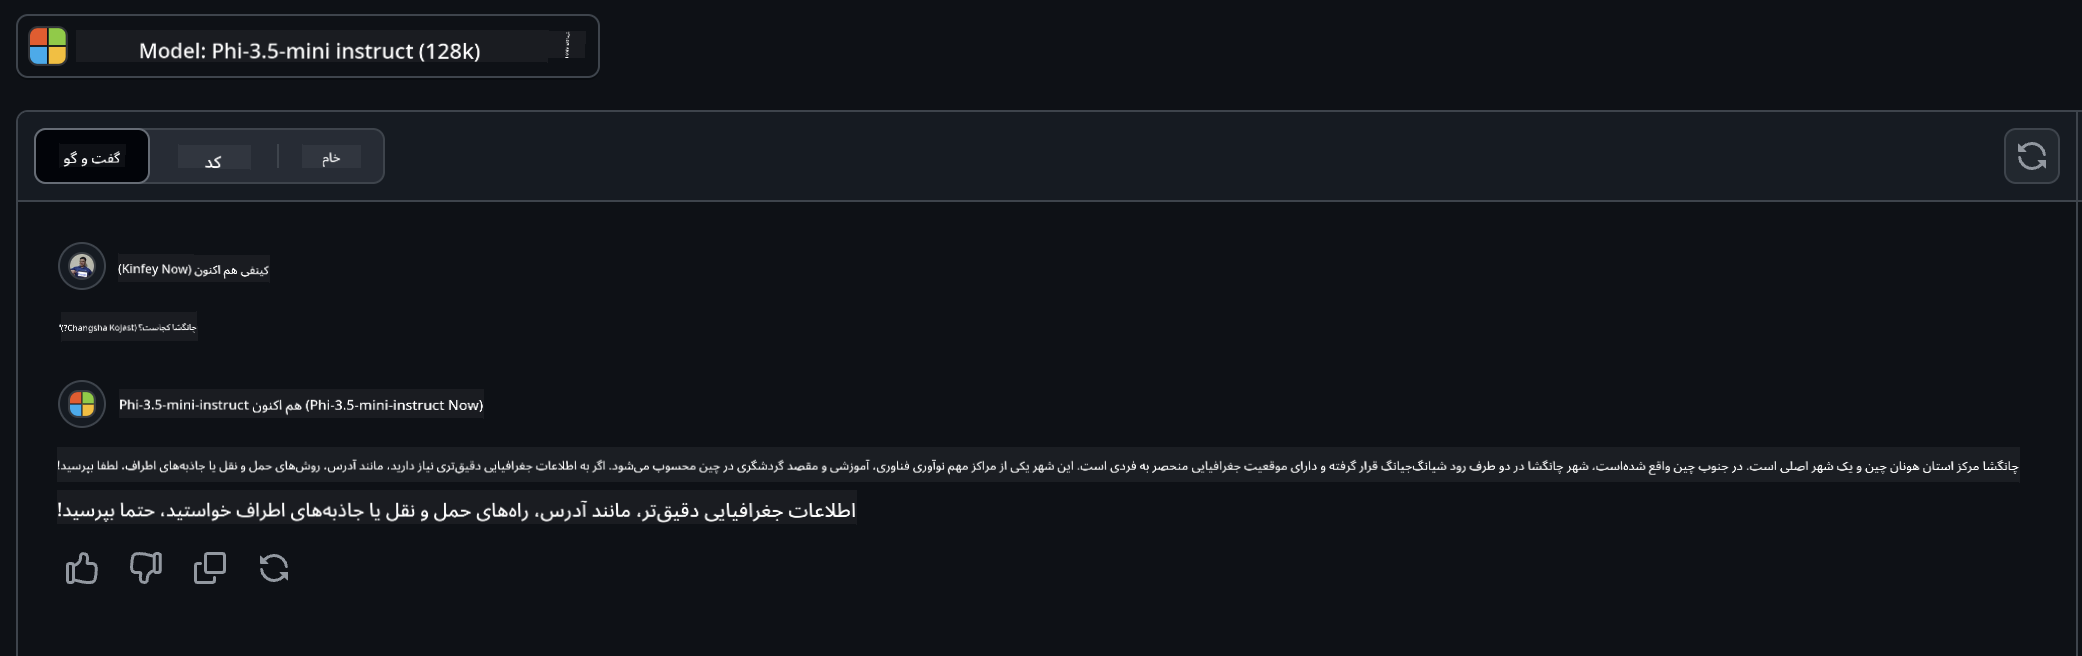 Model: Phi-3.5-mini instruct (128k)
گفت و گو
کد
خام
کینفی هم اکنون (Kinfey Now)
چانگشا کجاست؟ (Changsha Kojast?)
Phi-3.5-mini-instruct هم اکنون (Phi-3.5-mini-instruct Now)
چانگشا مرکز استان هونان چین و یک شهر اصلی است. در جنوب چین واقع شده‌است، شهر چانگشا در دو طرف رود شیانگ‌جیانگ قرار گرفته و دارای موقعیت جغرافیایی منحصر به فردی است. این شهر یکی از مراکز مهم نوآوری فناوری، آموزشی و مقصد گردشگری در چین محسوب می‌شود. اگر به اطلاعات جغرافیایی دقیق‌تری نیاز دارید، مانند آدرس، روش‌های حمل و نقل یا جاذبه‌های اطراف، لطفا بپرسید!
اطلاعات جغرافیایی دقیق‌تر، مانند آدرس، راه‌های حمل و نقل یا جاذبه‌های اطراف خواستید، حتما بپرسید!